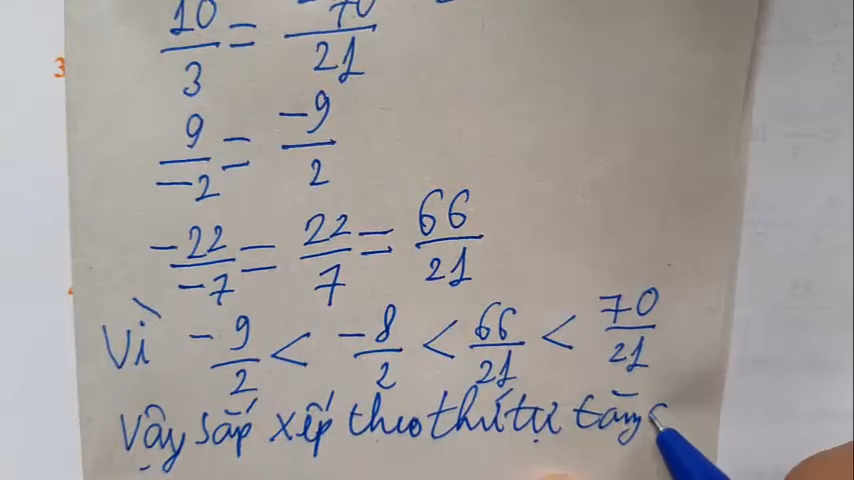 10/3 = -70/21
3
9/-2 = -9/2
-22/-7 = 22/7 = 66/21
Vì -9/2 < -8/2 < 66/21 < 70/21
Vậy sắp xếp theo thứ tự tăng